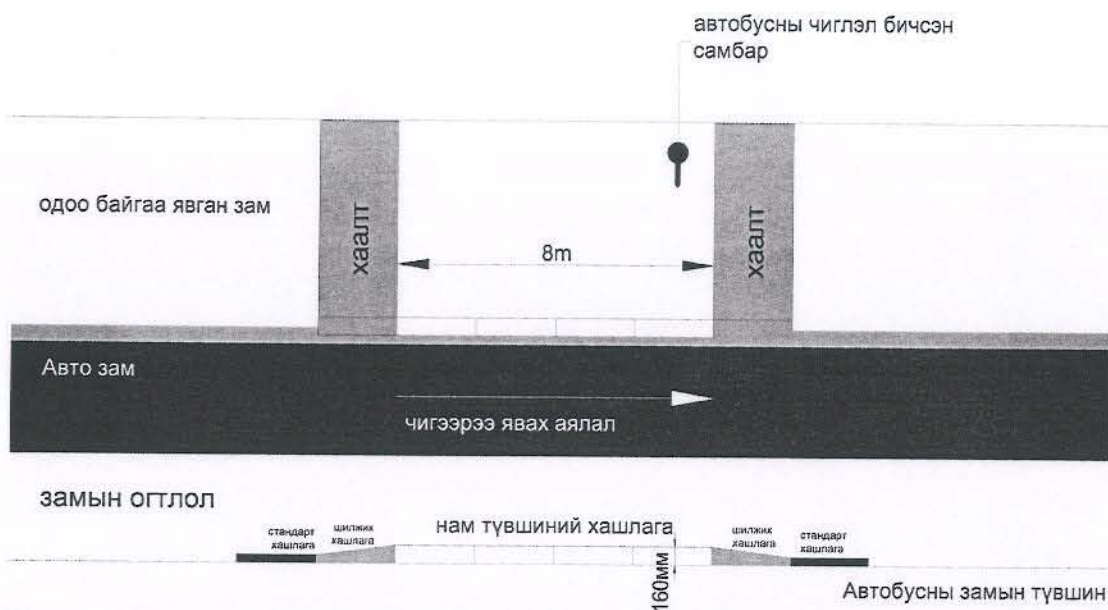 автобусны чиглэл бичсэн
самбар
одоо байгаа явган зам
хаалт
8m
хаалт
Авто зам
чигээрээ явах аялал
замын огтлол
стандарт
хашлага
шилжих
хашлага
нам түвшиний хашлага
160мм
шилжих
хашлага
стандарт
хашлага
Автобусны замын түвшин